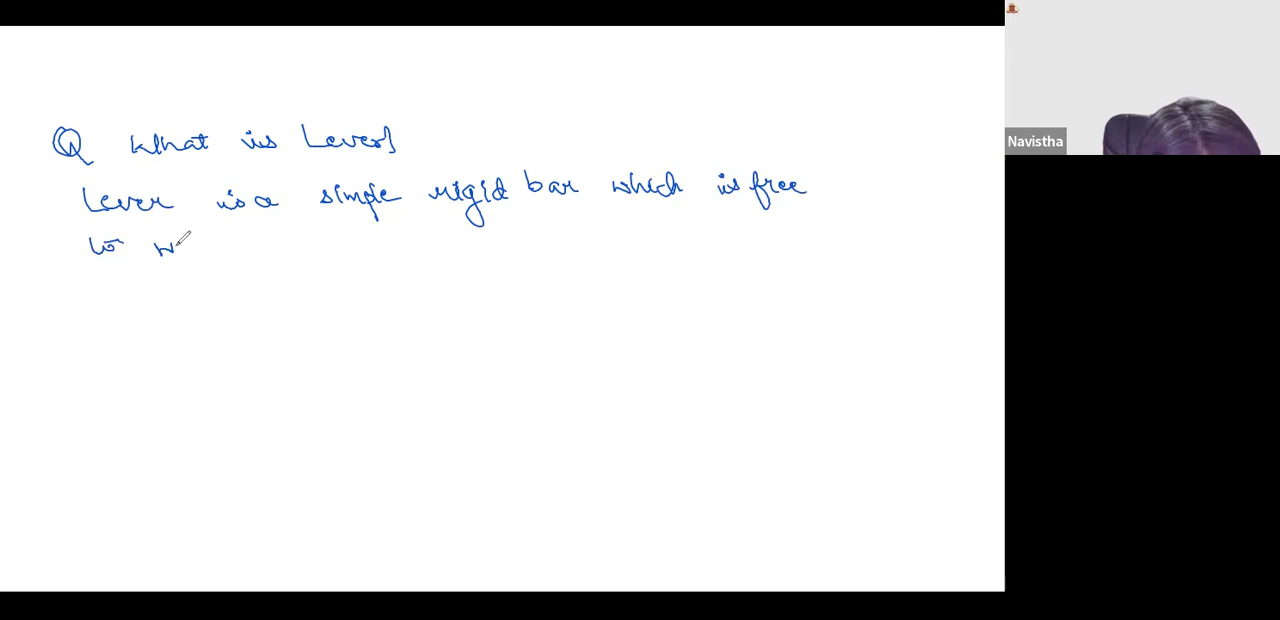 Q What is Lever?
Lever is a simple rigid bar which is free
to
Navistha